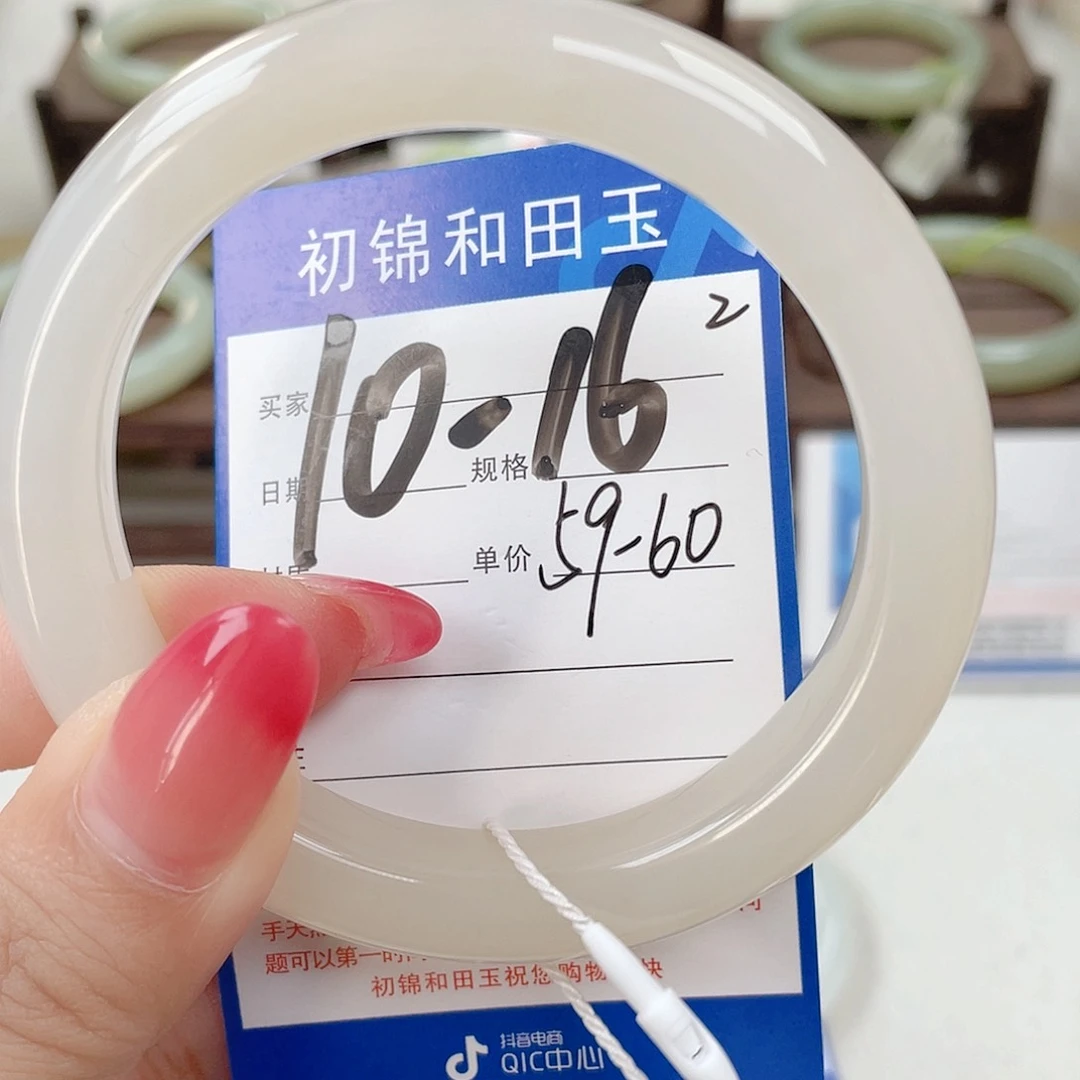 初锦和田玉
2
10-16
买家
日期
规格
59-60
单价
题可以第一时
初锦和田玉祝您购物 快
抖音电商
QIC中心